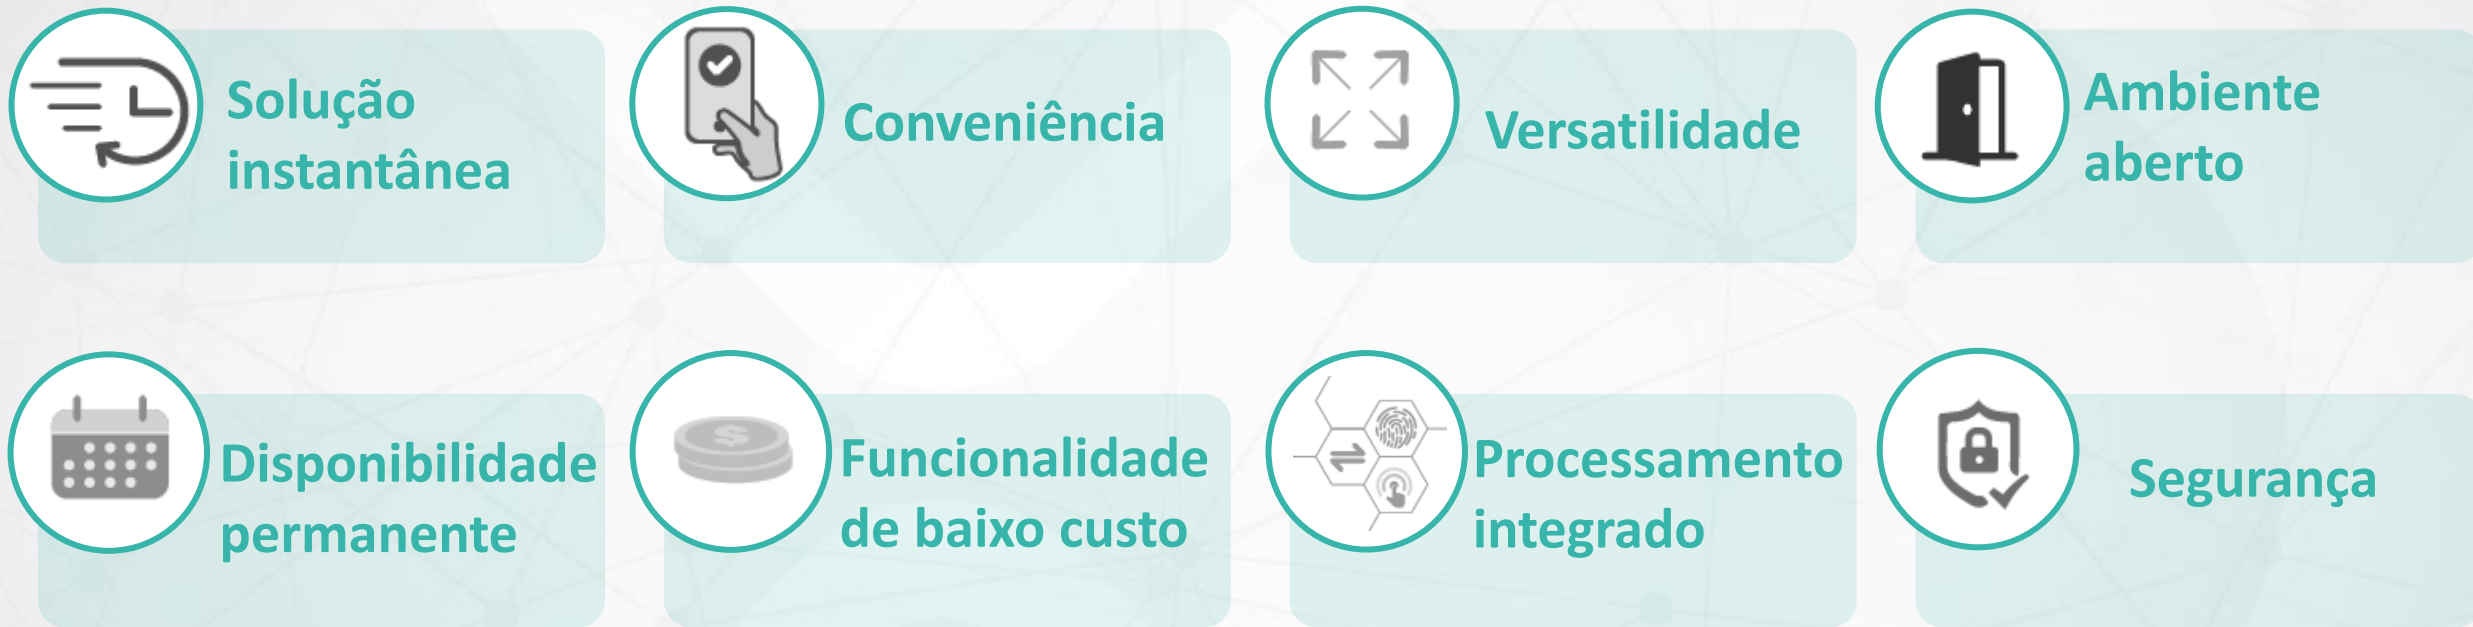 Solução
instantânea
Conveniência
Versatilidade
Ambiente
aberto
Disponibilidade
permanente
$
Funcionalidade
de baixo custo
Processamento
integrado
Segurança